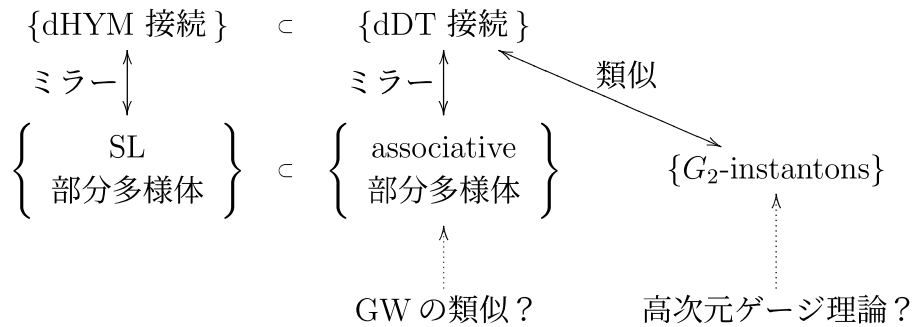 {dHYM 接続 } ⊂ {dDT 接続 }
ミラー ミラー 類似
SL ⊂ associative {G₂-instantons}
部分多様体 部分多様体
GW の類似？ 高次元ゲージ理論？